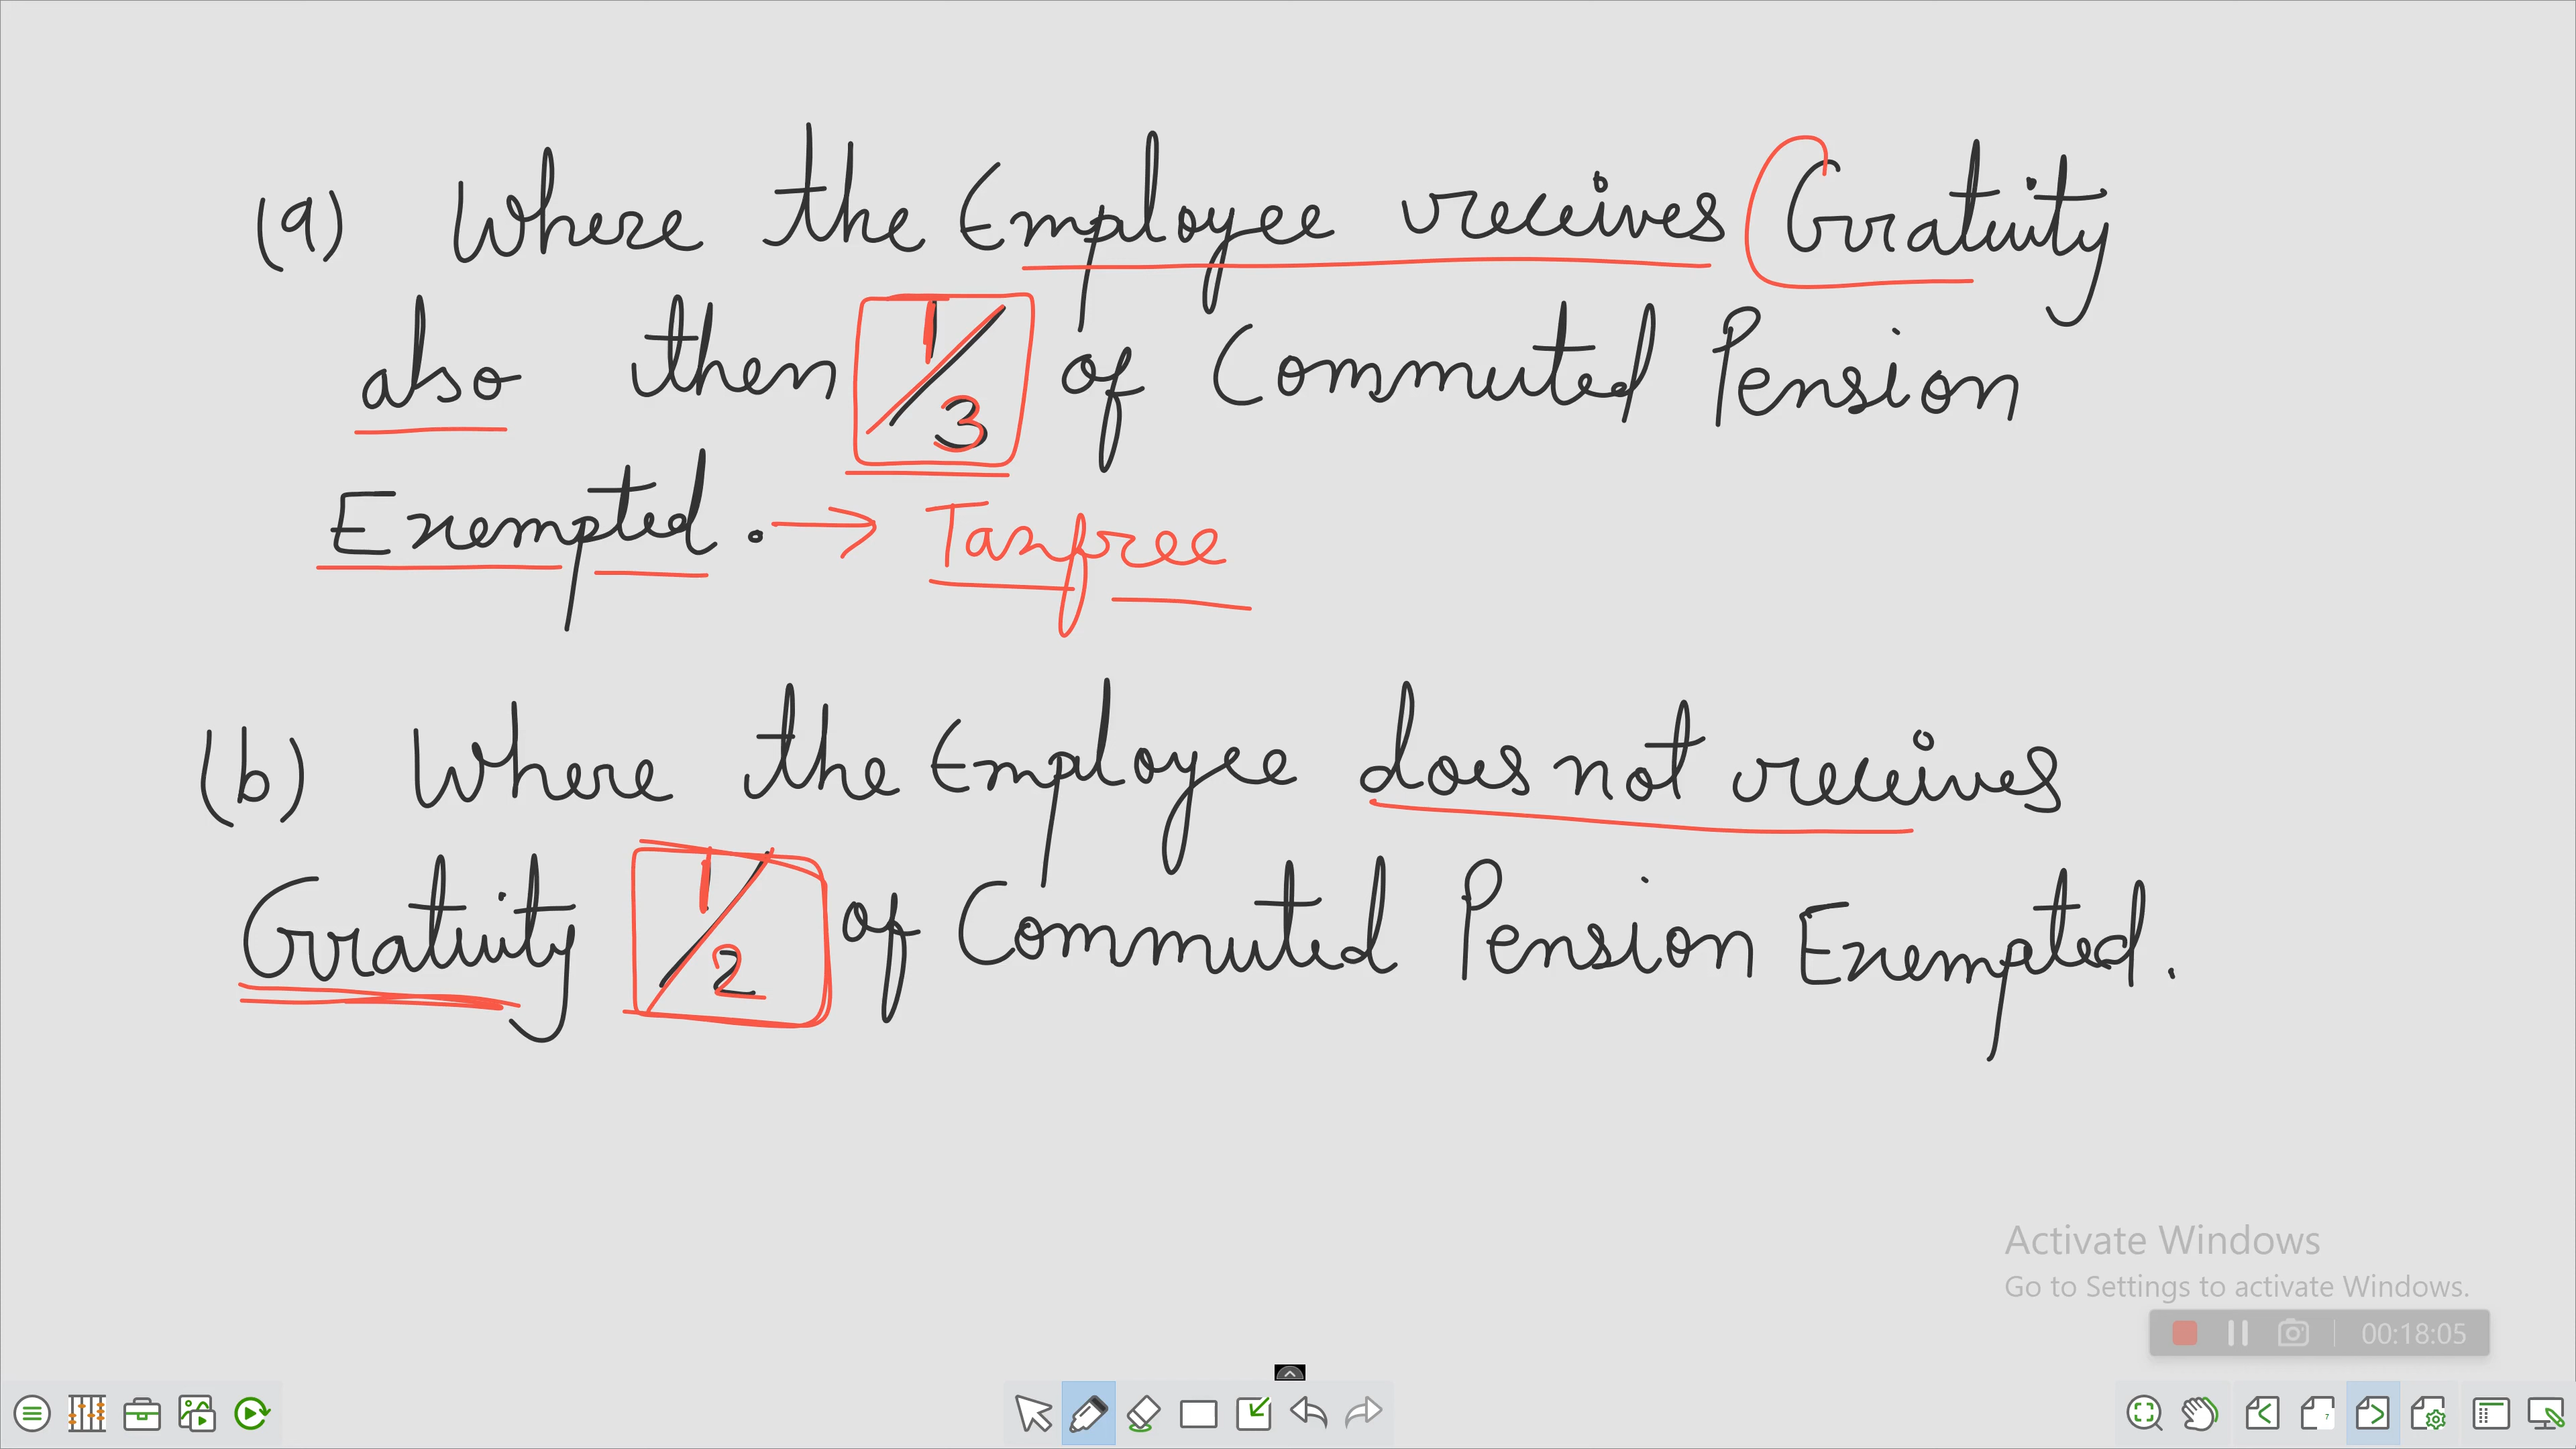 (a) Where the Employee receives Gratuity
also then 1/3 of Commuted Pension
Exempted. → Taxfree
(b) Where the Employee does not receives
Gratuity 1/2 of Commuted Pension Exempted.
Activate Windows
Go to Settings to activate Windows.
00:18:05
7